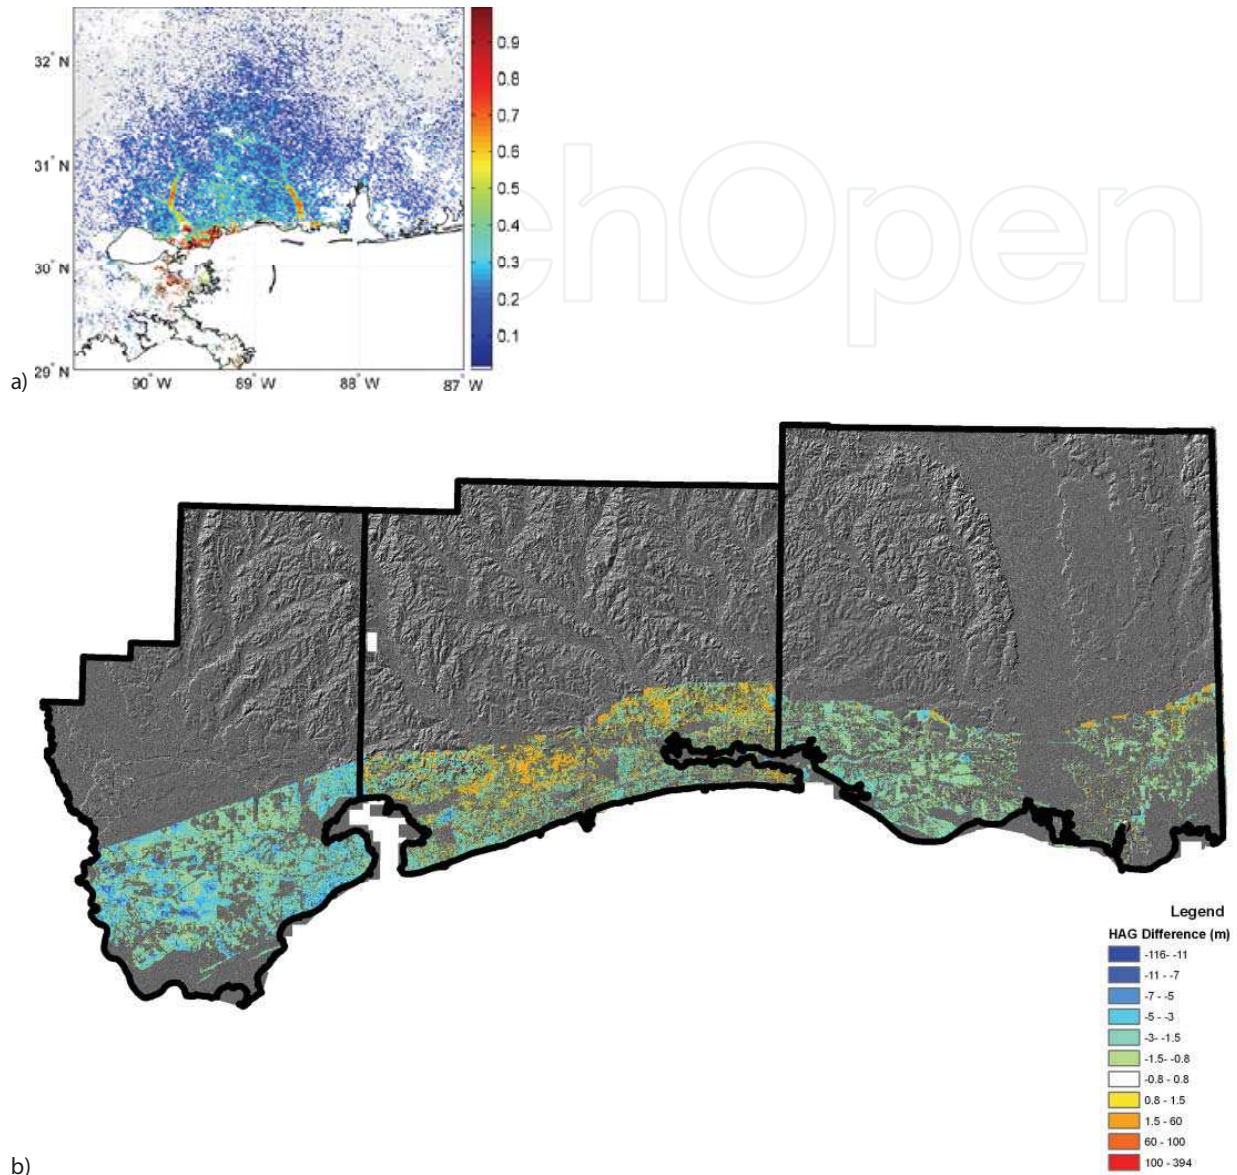 32° N
31° N
30° N
29° N
90° W
89° W
88° W
87° W
0.9
0.8
0.7
0.6
0.5
0.4
0.3
0.2
0.1
chOpen
a)
Legend
HAG Difference (m)
-116- -11
-11 - -7
-7 - -5
-5 - -3
-3- -1.5
-1.5- -0.8
-0.8 - 0.8
0.8 - 1.5
1.5 - 60
60 - 100
100 - 394
b)